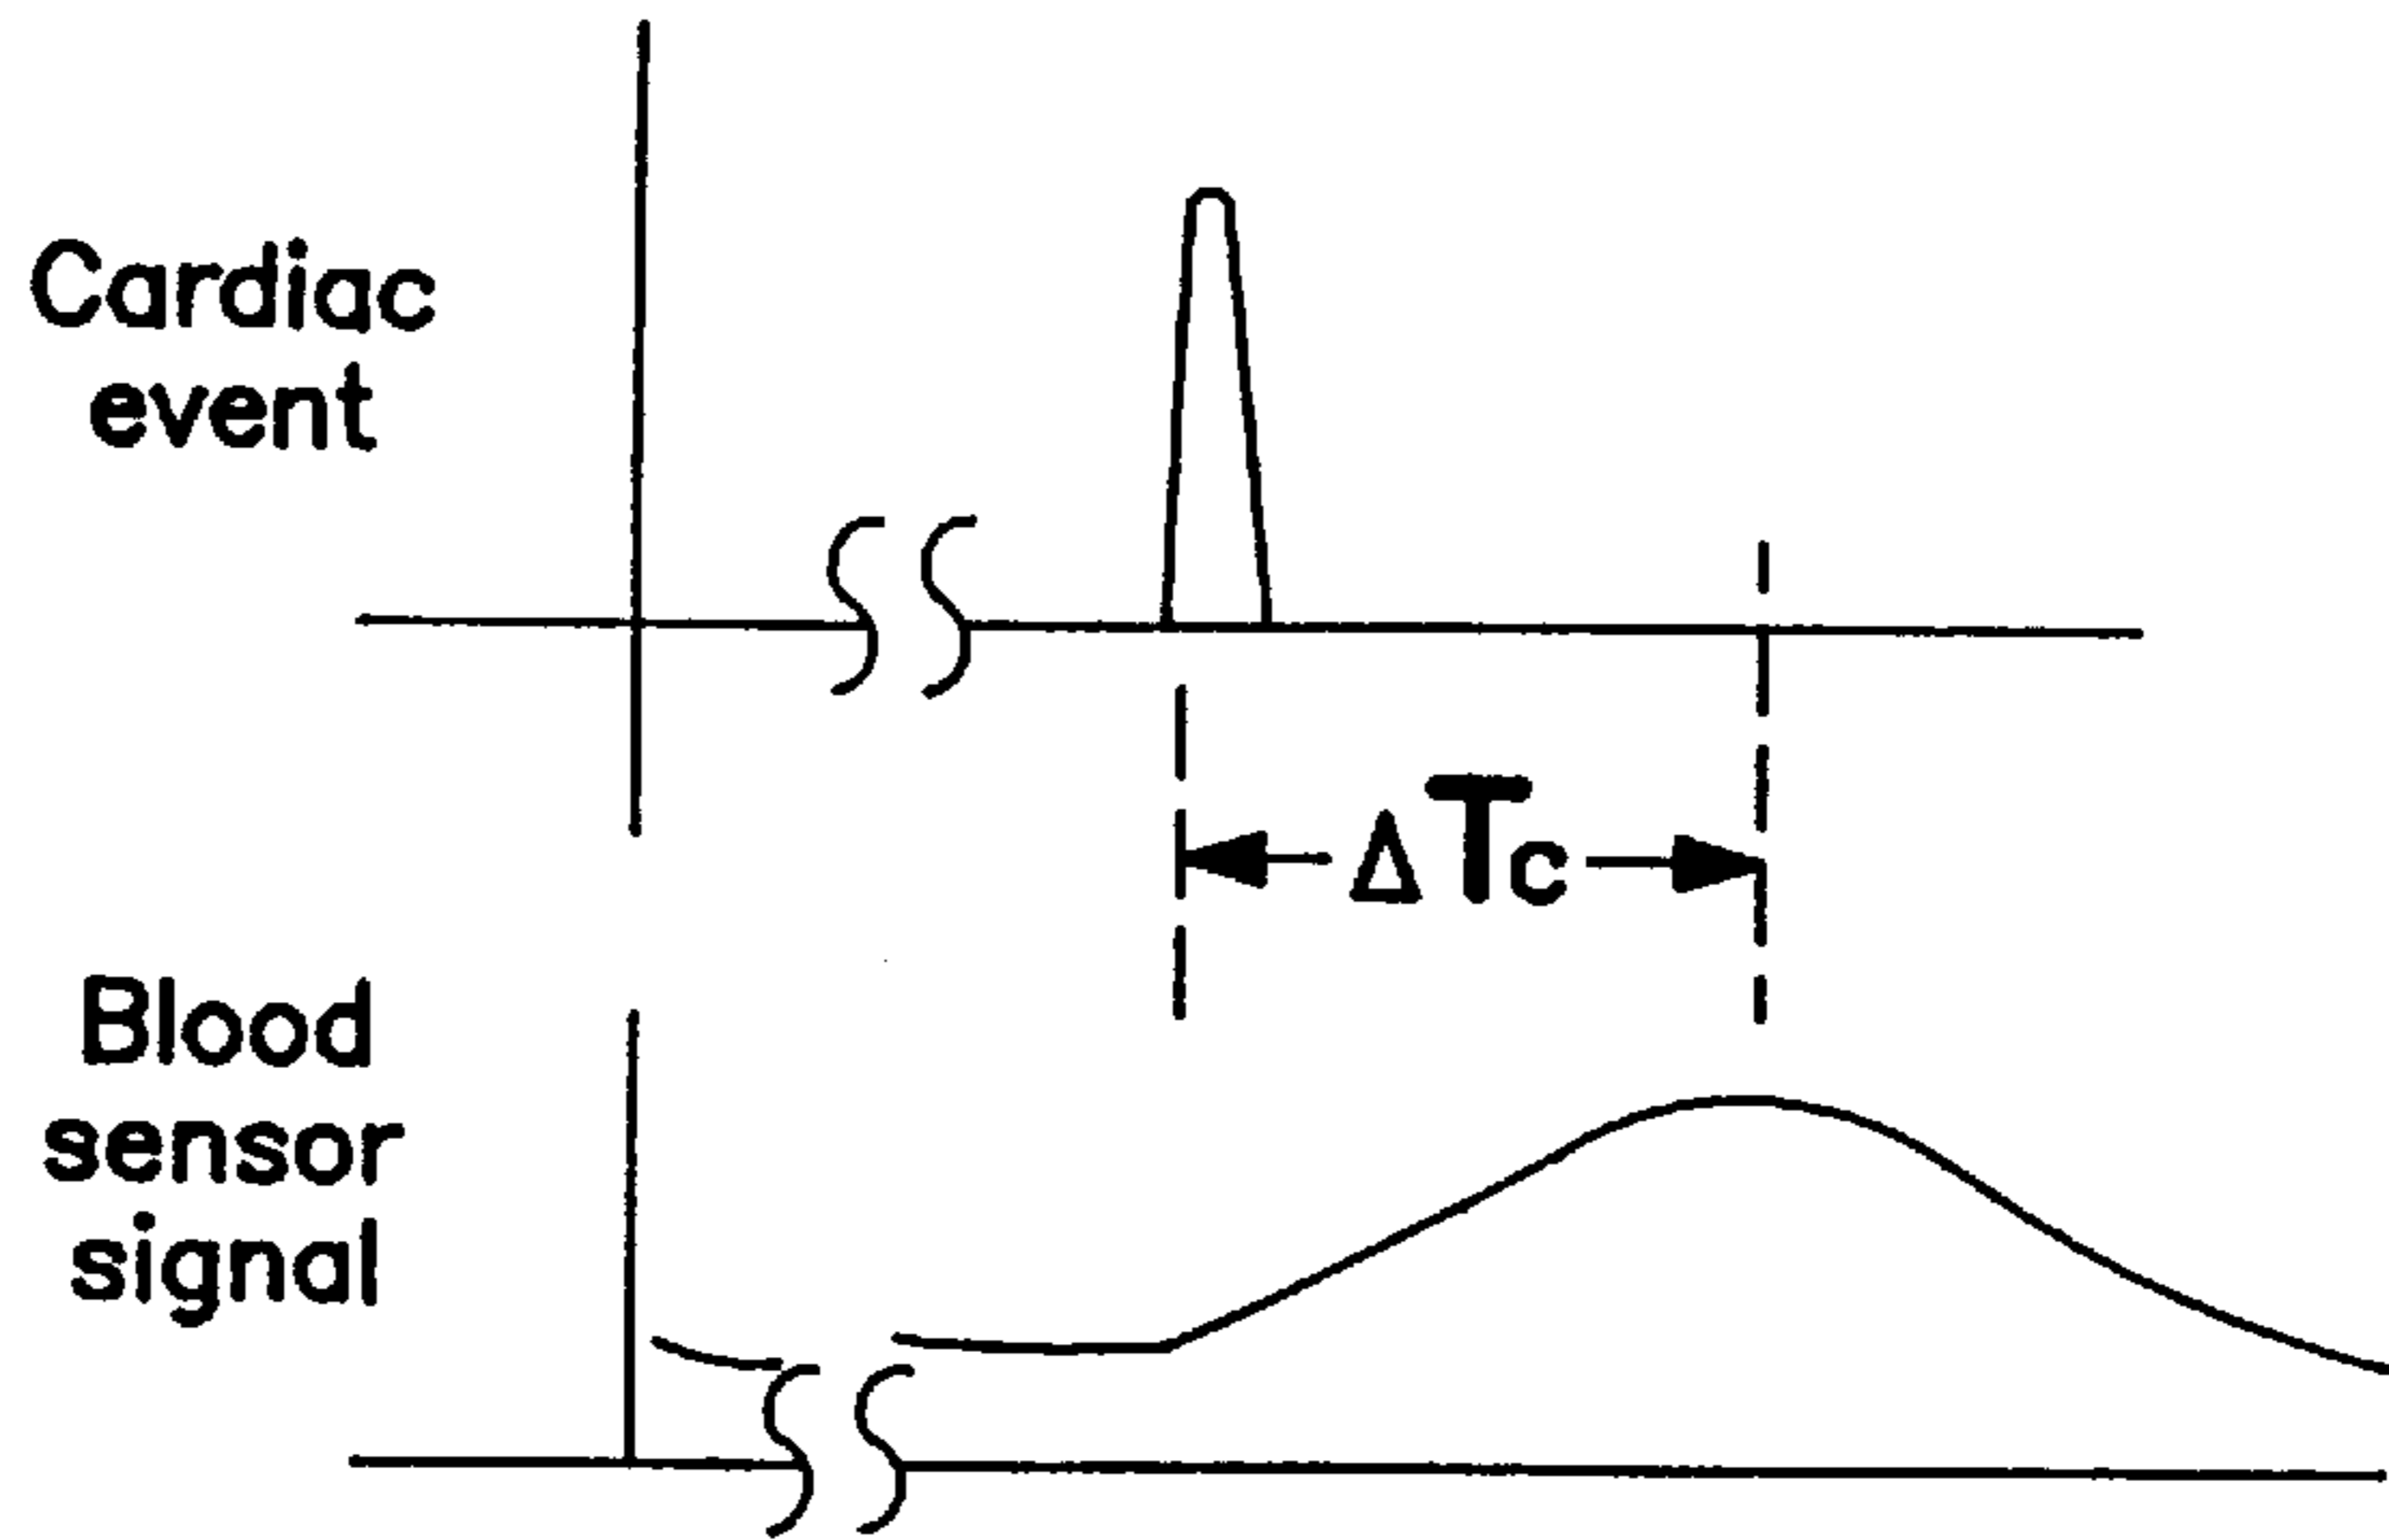 Cardiac
event
ΔTc
Blood
sensor
signal